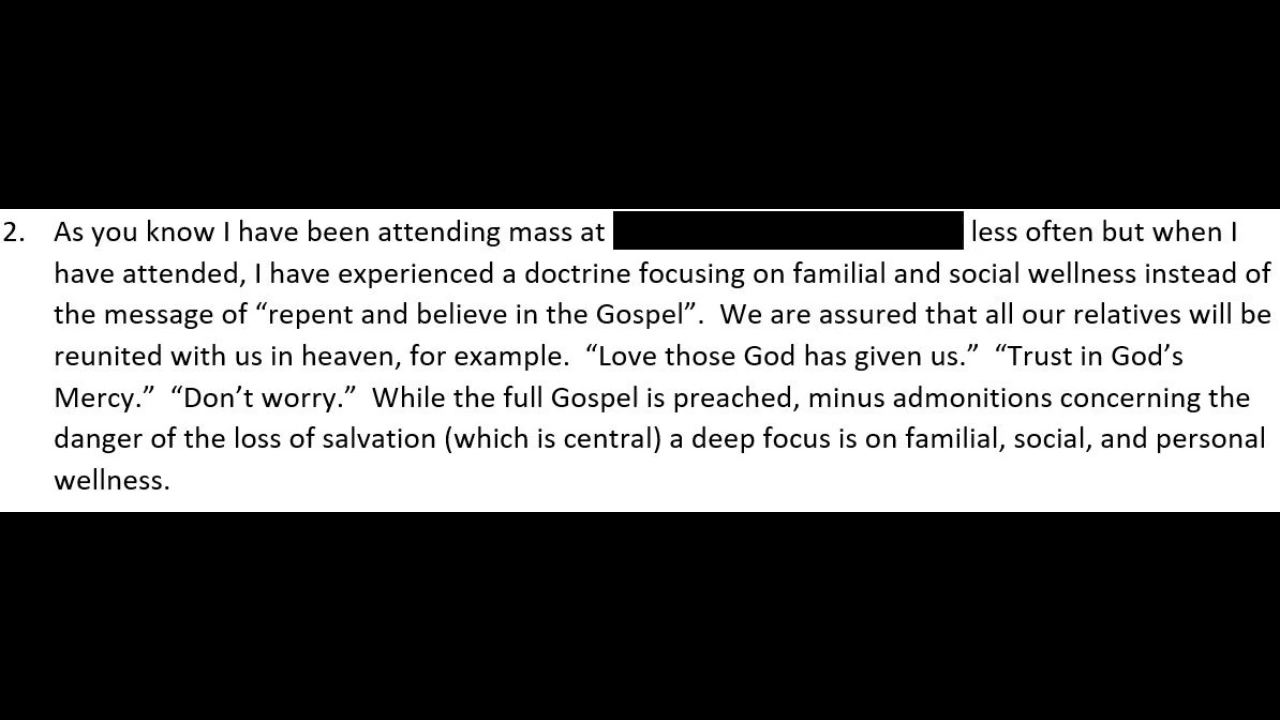 2. As you know I have been attending mass at less often but when I
have attended, I have experienced a doctrine focusing on familial and social wellness instead of
the message of “repent and believe in the Gospel”.  We are assured that all our relatives will be
reunited with us in heaven, for example.  “Love those God has given us.”  “Trust in God’s
Mercy.”  “Don’t worry.”  While the full Gospel is preached, minus admonitions concerning the
danger of the loss of salvation (which is central) a deep focus is on familial, social, and personal
wellness.